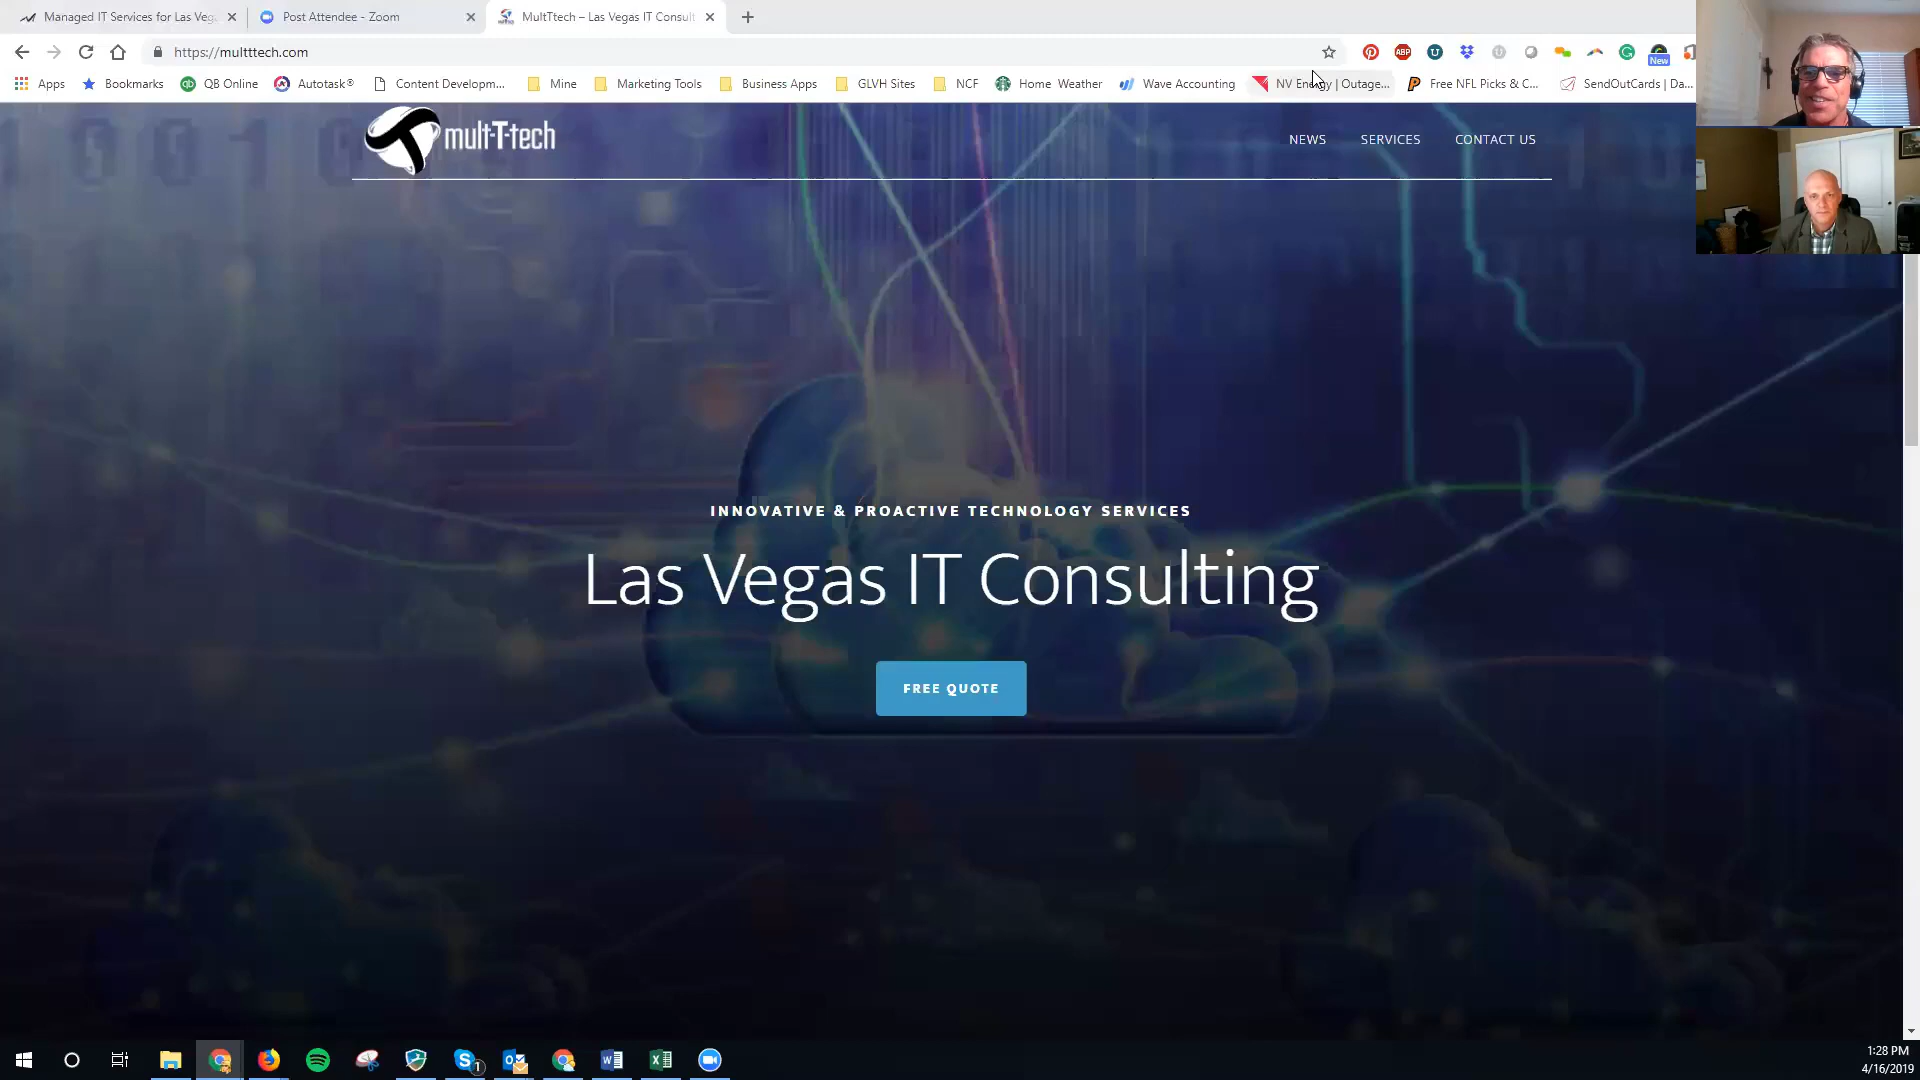 Managed IT Services for Las Veg
Post Attendee - Zoom
MultTtech – Las Vegas IT Consult
https://multttech.com
ABP
New
Apps
Bookmarks
QB Online
Autotask®
Content Developm...
Mine
Marketing Tools
Business Apps
GLVH Sites
NCF
Home Weather
Wave Accounting
NV Energy | Outage...
Free NFL Picks & C...
SendOutCards | Da...
mult-T-tech
NEWS
SERVICES
CONTACT US
INNOVATIVE & PROACTIVE TECHNOLOGY SERVICES
Las Vegas IT Consulting
FREE QUOTE
1:28 PM
4/16/2019